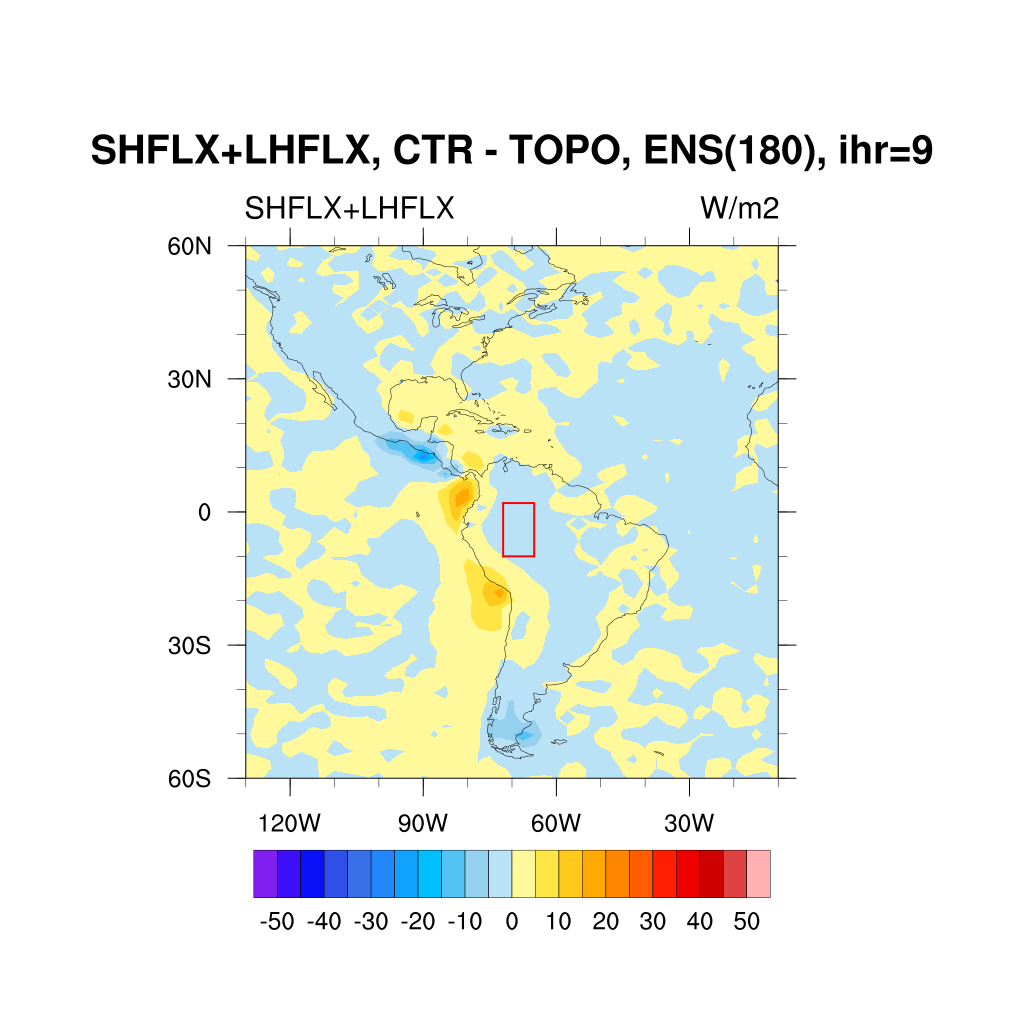 SHFLX+LHFLX, CTR - TOPO, ENS(180), ihr=9
SHFLX+LHFLX W/m2
60N
30N
0
30S
60S
120W 90W 60W 30W
-50 -40 -30 -20 -10 0 10 20 30 40 50